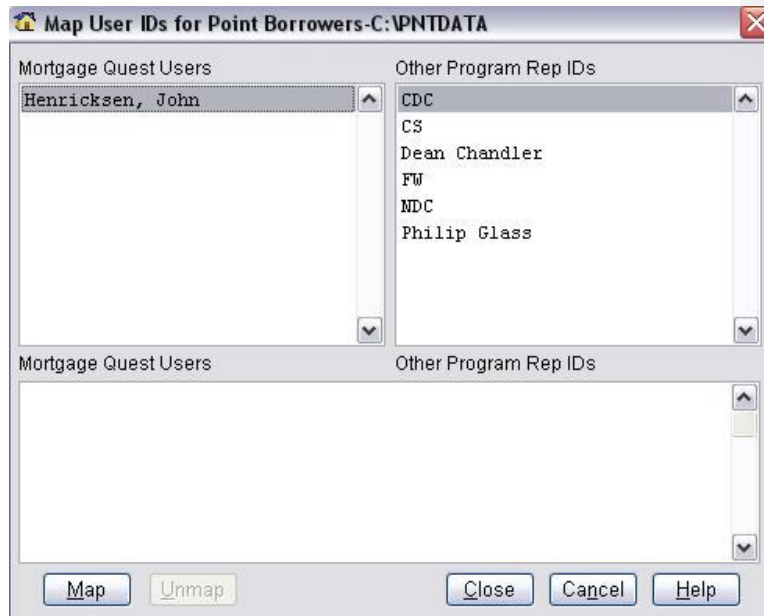 Map User IDs for Point Borrowers-C:\PNTDATA
Mortgage Quest Users
Other Program Rep IDs
Henricksen, John
CDC
CS
Dean Chandler
FW
NDC
Philip Glass
Mortgage Quest Users
Other Program Rep IDs
Map
Unmap
Close
Cancel
Help